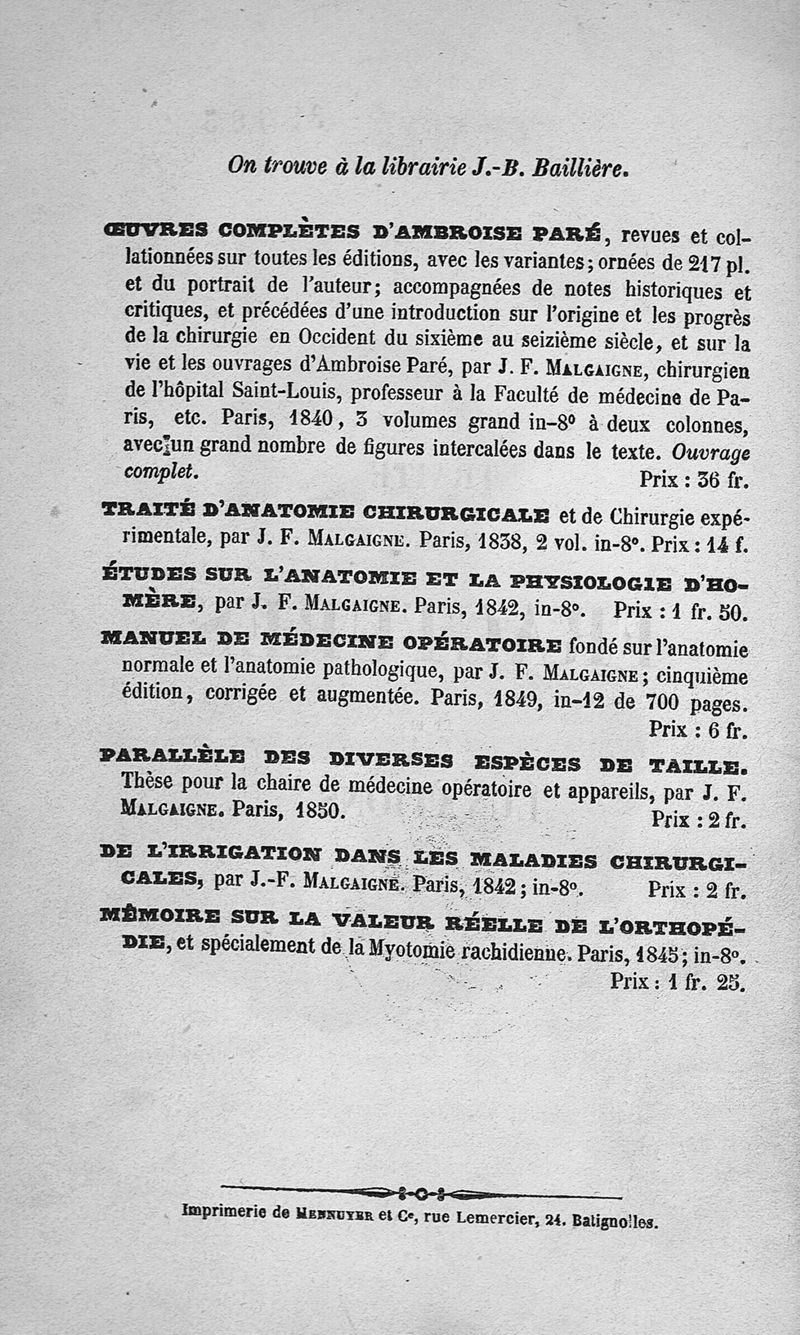 On trouve à la librairie J.-B. Baillière.
ŒUVRES COMPLÈTES D'AMBROISE PARÉ, revues et col-
lationnées sur toutes les éditions, avec les variantes; ornées de 217 pl.
et du portrait de l'auteur; accompagnées de notes historiques et
critiques, et précédées d'une introduction sur l'origine et les progrès
de la chirurgie en Occident du sixième au seizième siècle, et sur la
vie et les ouvrages d'Ambroise Paré, par J. F. MALGAIGNE, chirurgien
de l'hôpital Saint-Louis, professeur à la Faculté de médecine de Pa-
ris, etc. Paris, 1840, 3 volumes grand in-8º à deux colonnes,
avec un grand nombre de figures intercalées dans le texte. Ouvrage
complet. Prix : 36 fr.
TRAITÉ D'ANATOMIE CHIRURGICALE et de Chirurgie expé-
rimentale, par J. F. MALGAIGNE. Paris, 1838, 2 vol. in-8º. Prix : 14 f.
ÉTUDES SUR L'ANATOMIE ET LA PHYSIOLOGIE D'HO-
MÈRE, par J. F. MALGAIGNE. Paris, 1842, in-8º. Prix : 1 fr. 50.
MANUEL DE MÉDECINE OPÉRATOIRE fondé sur l'anatomie
normale et l'anatomie pathologique, par J. F. MALGAIGNE; cinquième
édition, corrigée et augmentée. Paris, 1849, in-12 de 700 pages.
Prix : 6 fr.
PARALLÈLE DES DIVERSES ESPÈCES DE TAILLE.
Thèse pour la chaire de médecine opératoire et appareils, par J. F.
MALGAIGNE. Paris, 1850. Prix : 2 fr.
DE L'IRRIGATION DANS LES MALADIES CHIRURGI-
CALES, par J.-F. MALGAIGNE. Paris, 1842; in-8º. Prix : 2 fr.
MÉMOIRE SUR LA VALEUR RÉELLE DE L'ORTHOPÉ-
DIE, et spécialement de la Myotomie rachidienne. Paris, 1845; in-8º.
Prix : 1 fr. 25.
Imprimerie de HENNUYER et Cᵉ, rue Lemercier, 24. Batignolles.